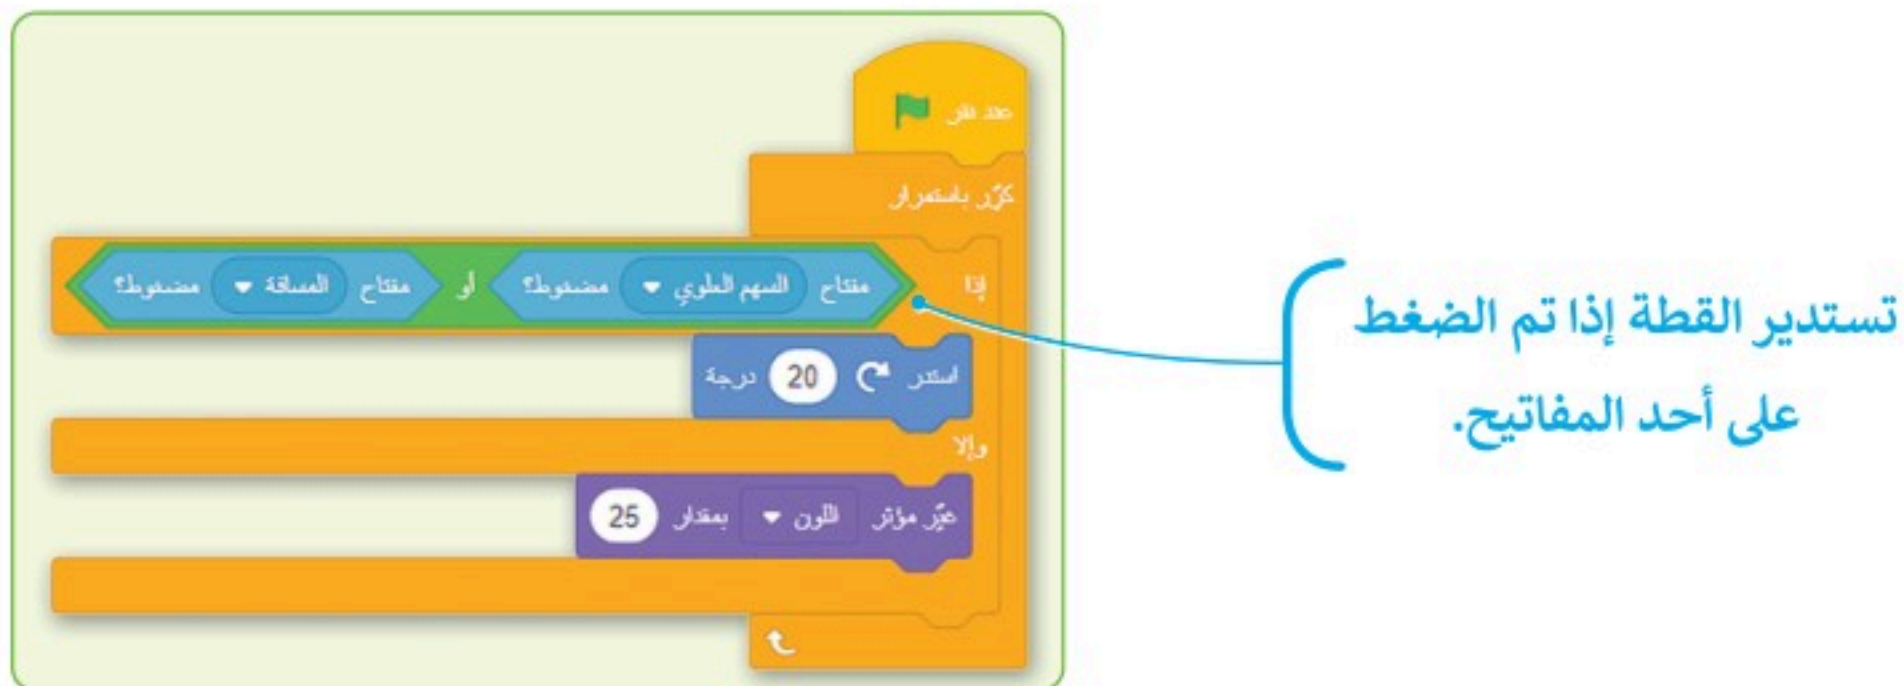 عند نقر
كرّر باستمرار
إذا مفتاح السهم العلوي مضغوط؟ أو مفتاح المسافة مضغوط؟
استدر 20 درجة
وإلا
غيّر مؤثر اللون بمقدار 25
تستدير القطة إذا تم الضغط
على أحد المفاتيح.